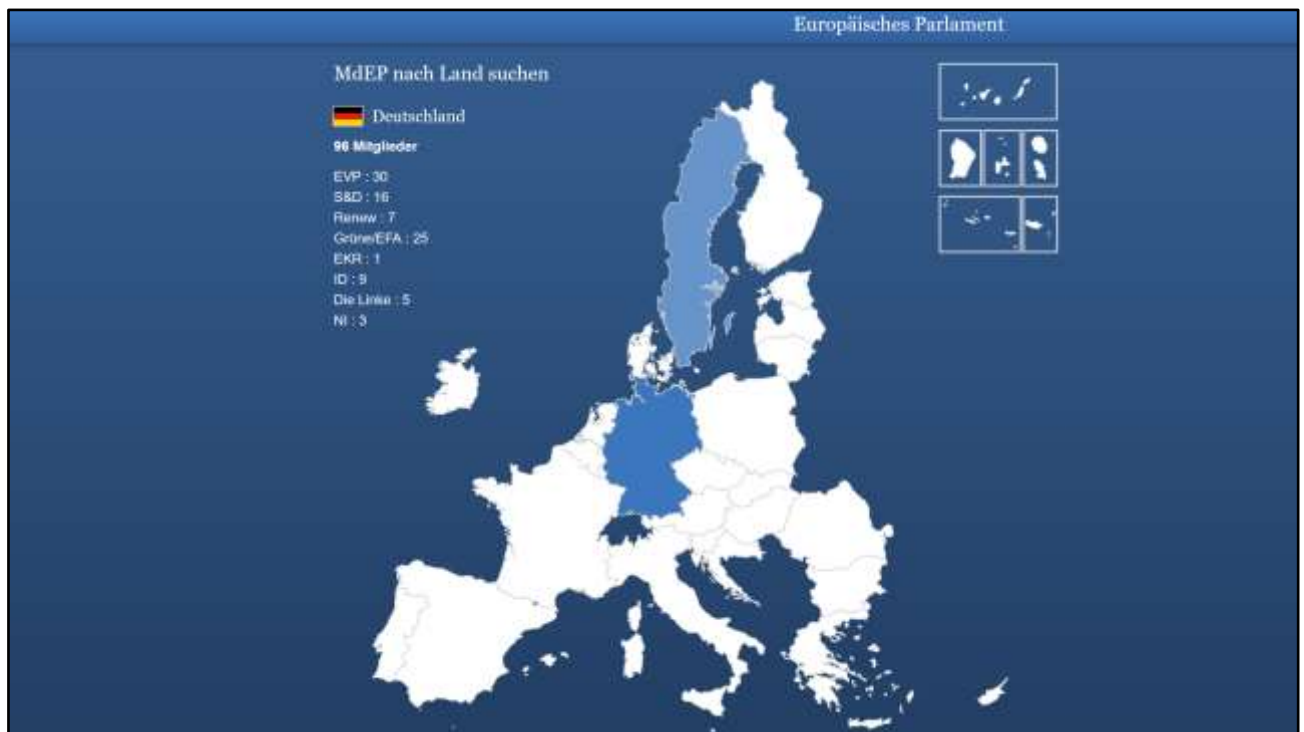 Europäisches Parlament
MdEP nach Land suchen
Deutschland
96 Mitglieder
EVP : 30
S&D : 16
Renew : 7
Grüne/EFA : 25
EKR : 1
ID : 9
Die Linke : 5
NI : 3